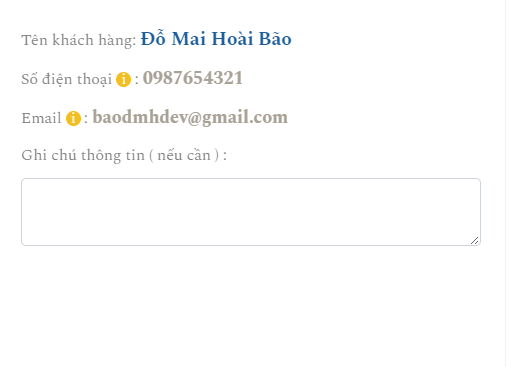 Tên khách hàng: Đỗ Mai Hoài Bão
Số điện thoại i : 0987654321
Email i : baodmhdev@gmail.com
Ghi chú thông tin ( nếu cần ) :